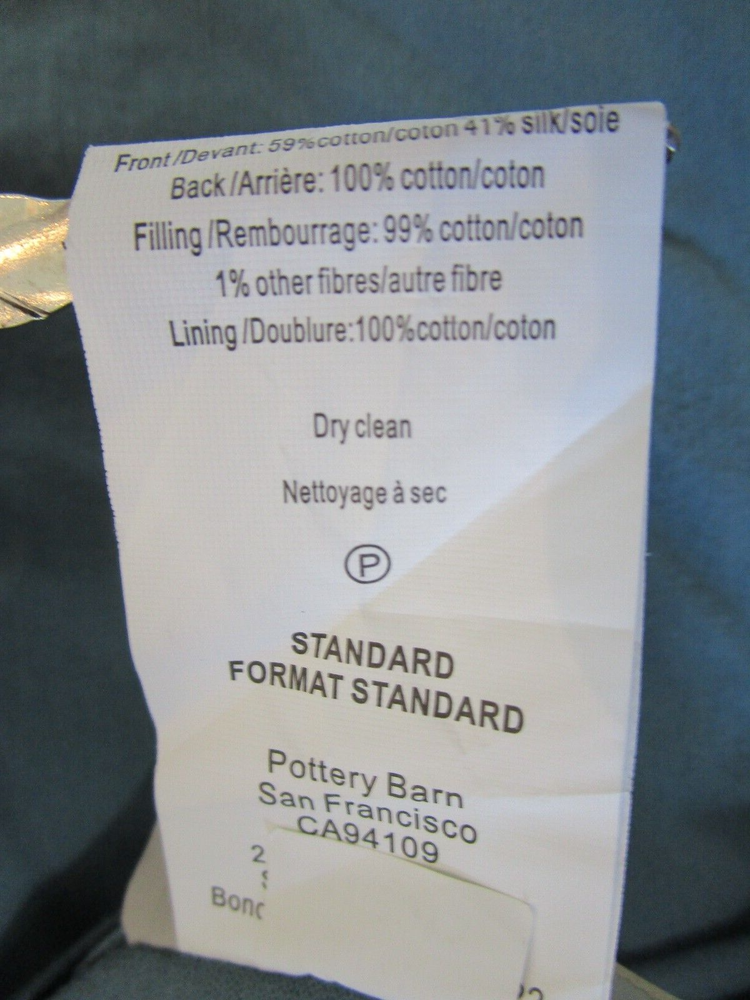 Front/Devant: 59%cotton/coton 41% silk/soie
Back/Arrière: 100% cotton/coton
Filling/Rembourrage: 99% cotton/coton
1% other fibres/autre fibre
Lining/Doublure:100%cotton/coton
Dry clean
Nettoyage à sec
P
STANDARD
FORMAT STANDARD
Pottery Barn
San Francisco
CA94109
2